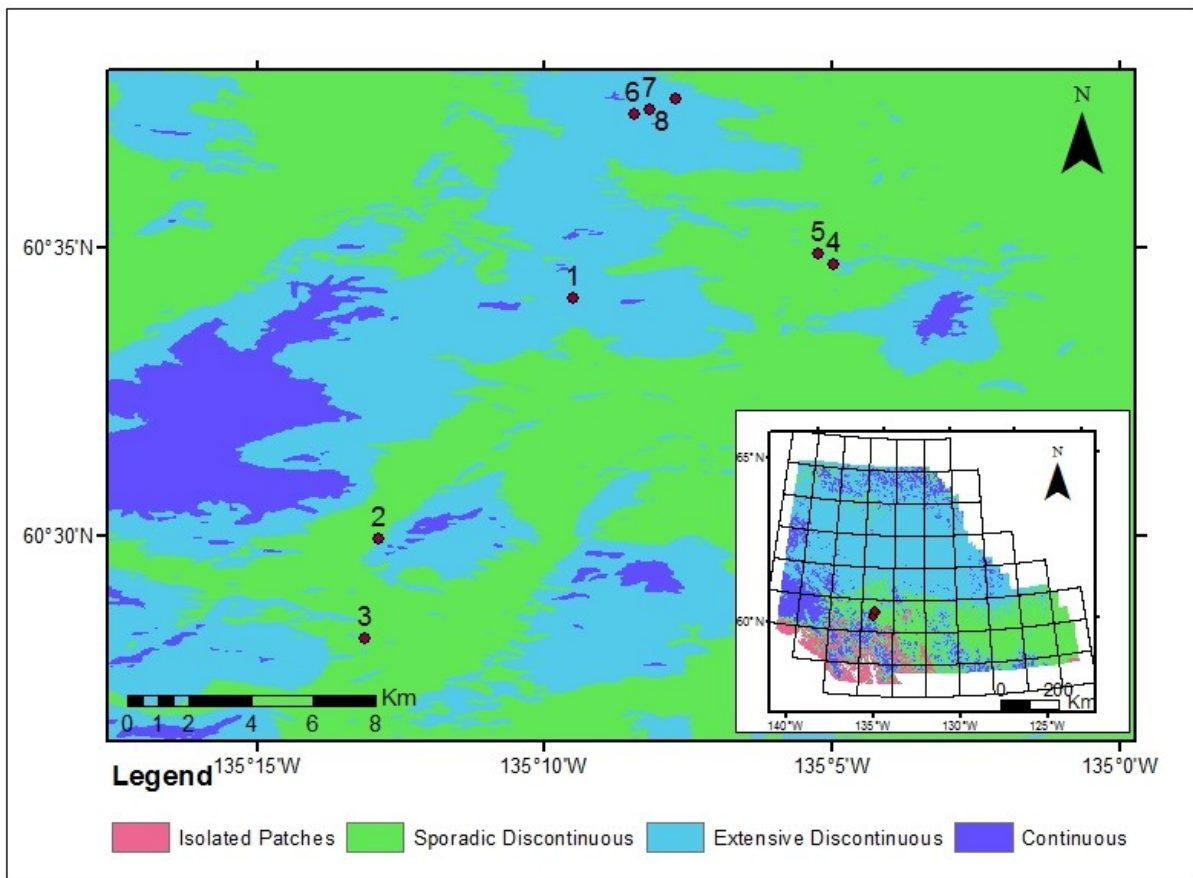 N
6 7
8
5 4
60°35'N
1
N
65°N
2
60°30'N
60°N
3
Km
0 1 2 4 6 8
0 200
Km
140°W 135°W 130°W 125°W
135°15'W 135°10'W 135°5'W 135°0'W
Legend
Isolated Patches Sporadic Discontinuous Extensive Discontinuous Continuous